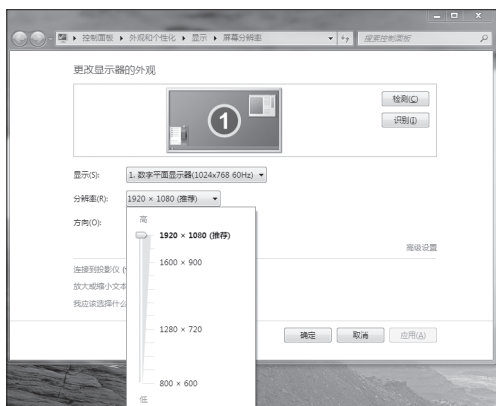 控制面板 ▸ 外观和个性化 ▸ 显示 ▸ 屏幕分辨率
搜索控制面板
更改显示器的外观
1
检测(C)
识别(I)
显示(S):
1. 数字平面显示器(1024x768 60Hz)
分辨率(R):
1920 × 1080 (推荐)
方向(O):
高
1920 × 1080 (推荐)
1600 × 900
高级设置
连接到投影仪
放大或缩小文本
我应该选择什么
1280 × 720
确定
取消
应用(A)
800 × 600
低